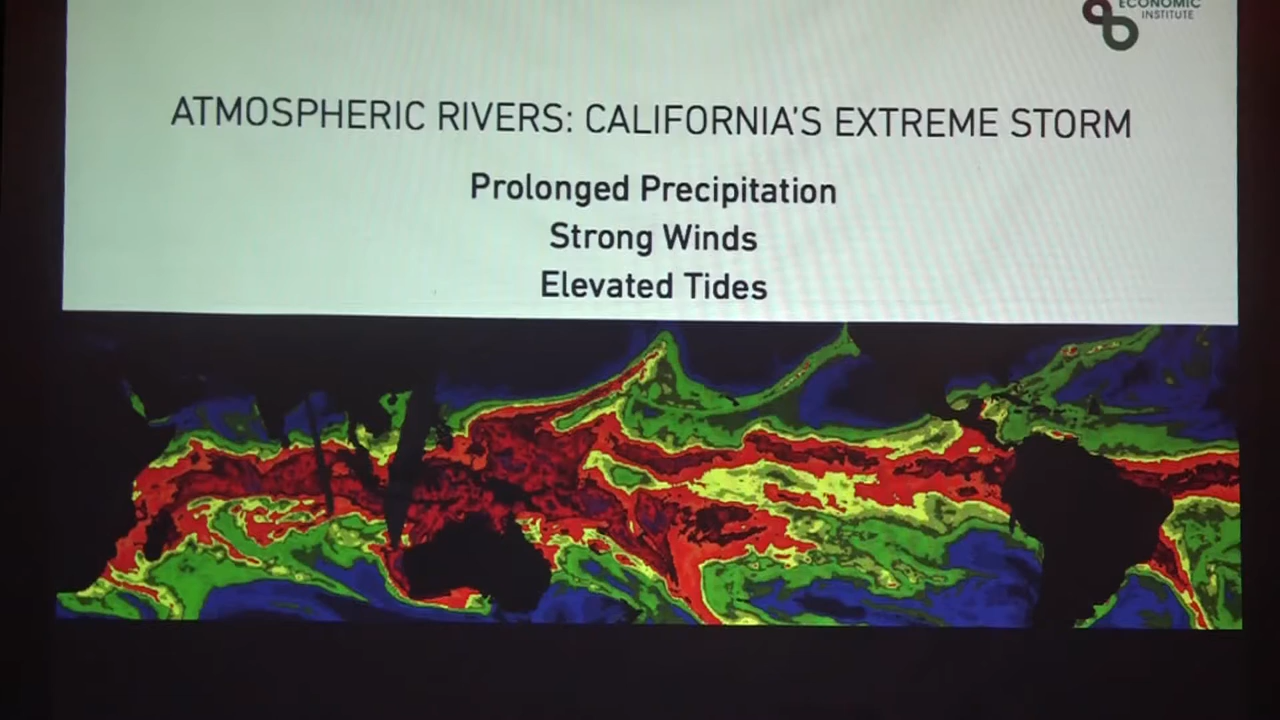 ECONOMIC
INSTITUTE
ATMOSPHERIC RIVERS: CALIFORNIA'S EXTREME STORM
Prolonged Precipitation
Strong Winds
Elevated Tides